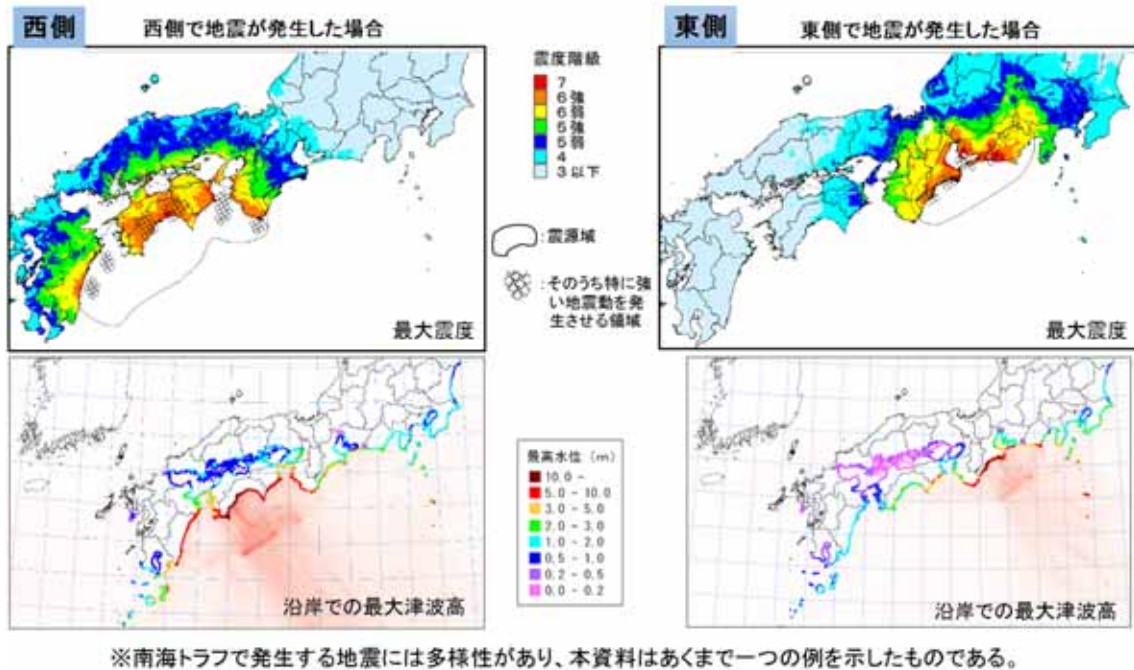 西側
西側で地震が発生した場合
東側
東側で地震が発生した場合
震度階級
7
6強
6弱
5強
5弱
4
3以下
:震源域
:そのうち特に強
い地震動を発
生させる領域
最大震度
最大震度
最高水位 (m)
10.0 -
5.0 - 10.0
3.0 - 5.0
2.0 - 3.0
1.0 - 2.0
0.5 - 1.0
0.2 - 0.5
0.0 - 0.2
沿岸での最大津波高
沿岸での最大津波高
※南海トラフで発生する地震には多様性があり、本資料はあくまで一つの例を示したものである。